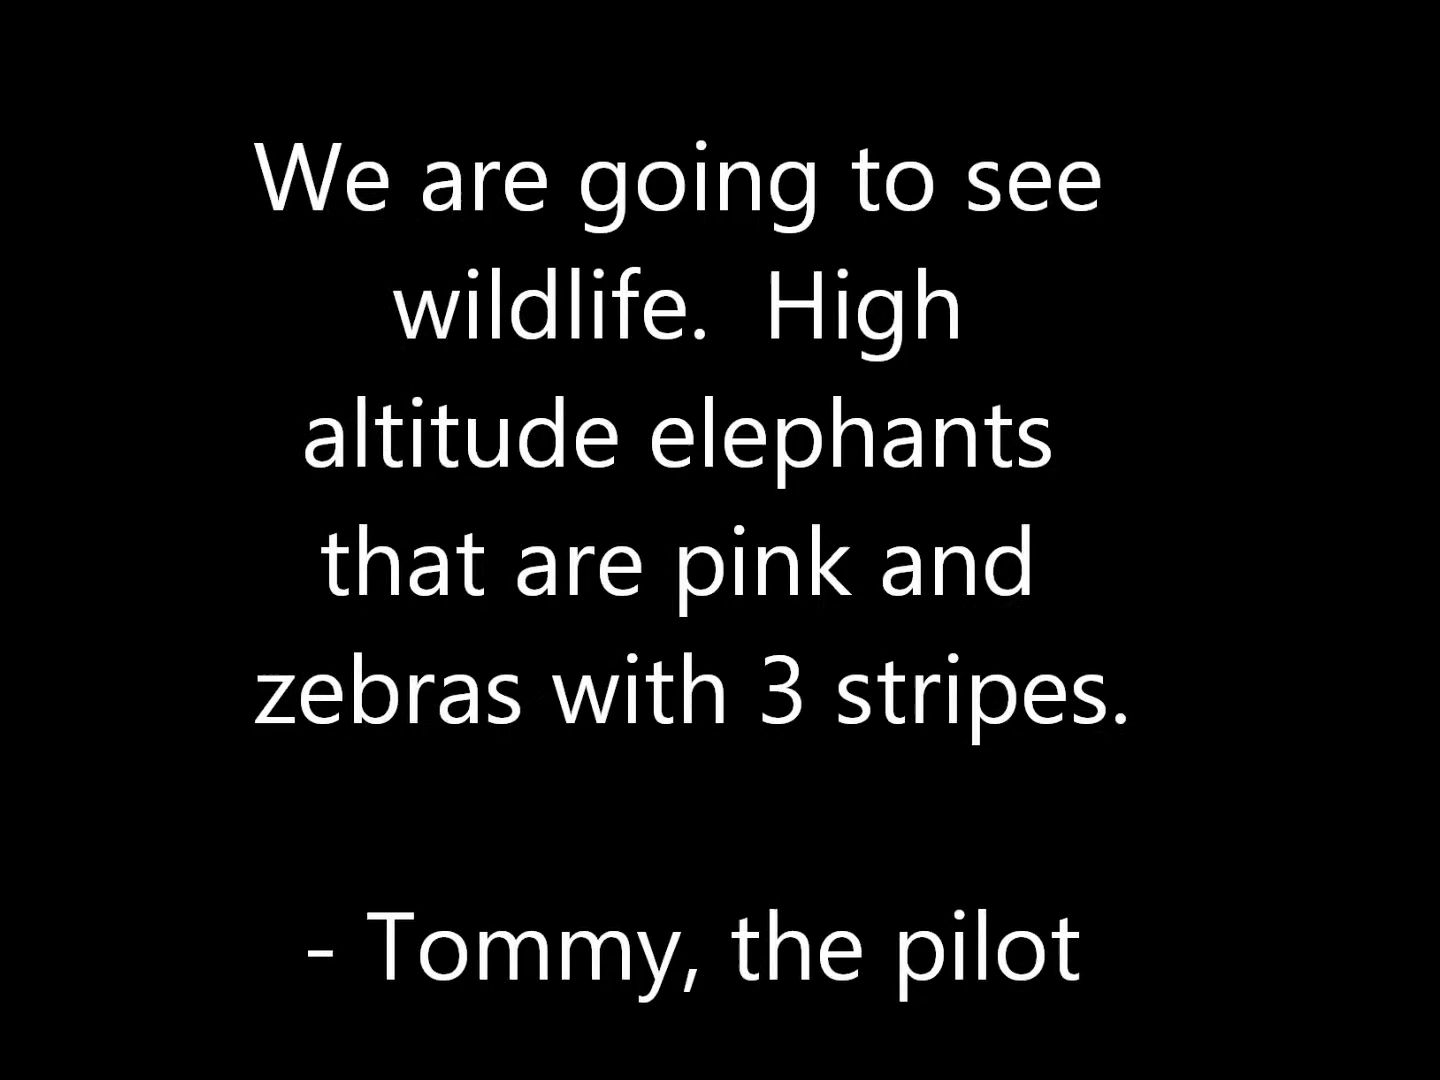 We are going to see
wildlife.  High
altitude elephants
that are pink and
zebras with 3 stripes.
- Tommy, the pilot